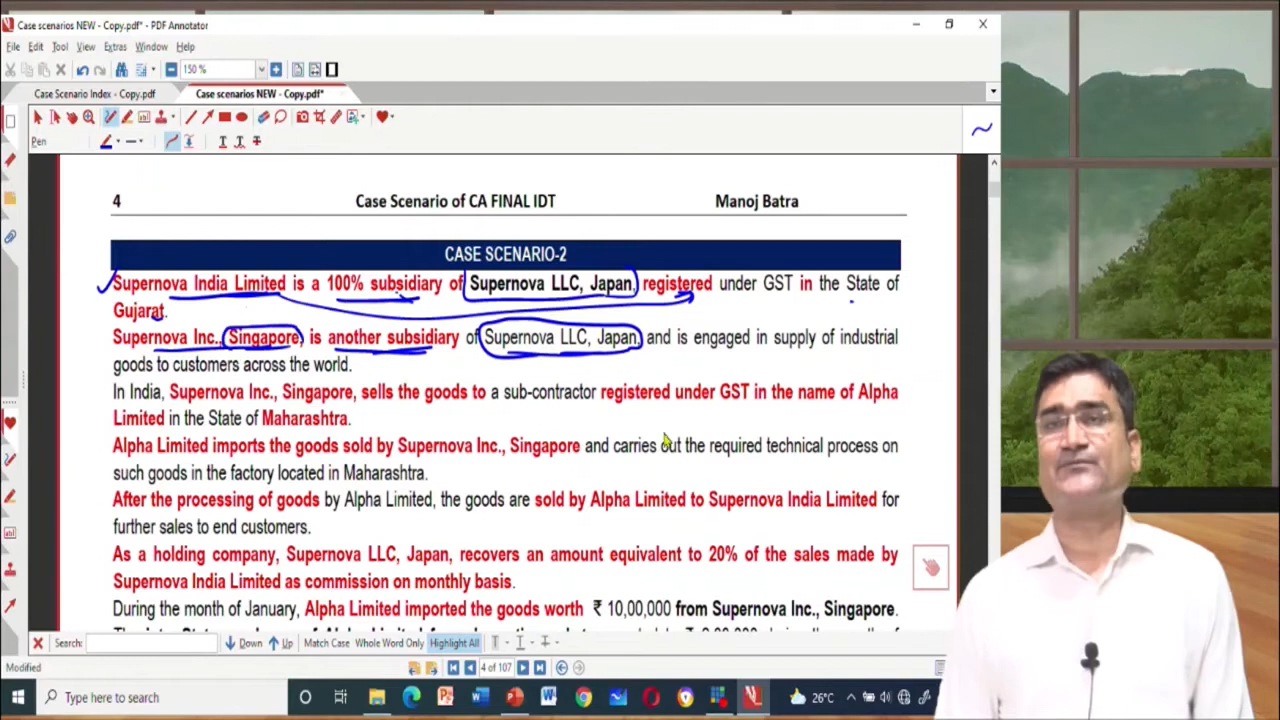 Case scenarios NEW - Copy.pdf* - PDF Annotator
File Edit Tool View Extras Window Help
150 %
Case Scenario Index - Copy.pdf Case scenarios NEW - Copy.pdf*
Pen
4 Case Scenario of CA FINAL IDT Manoj Batra
CASE SCENARIO-2
Supernova India Limited is a 100% subsidiary of Supernova LLC, Japan, registered under GST in the State of
Gujarat.
Supernova Inc., Singapore, is another subsidiary of Supernova LLC, Japan, and is engaged in supply of industrial
goods to customers across the world.
In India, Supernova Inc., Singapore, sells the goods to a sub-contractor registered under GST in the name of Alpha
Limited in the State of Maharashtra.
Alpha Limited imports the goods sold by Supernova Inc., Singapore and carries out the required technical process on
such goods in the factory located in Maharashtra.
After the processing of goods by Alpha Limited, the goods are sold by Alpha Limited to Supernova India Limited for
further sales to end customers.
As a holding company, Supernova LLC, Japan, recovers an amount equivalent to 20% of the sales made by
Supernova India Limited as commission on monthly basis.
During the month of January, Alpha Limited imported the goods worth ₹ 10,00,000 from Supernova Inc., Singapore.
Search: Down Up Match Case Whole Word Only Highlight All
Modified 4 of 107
Type here to search 26°C